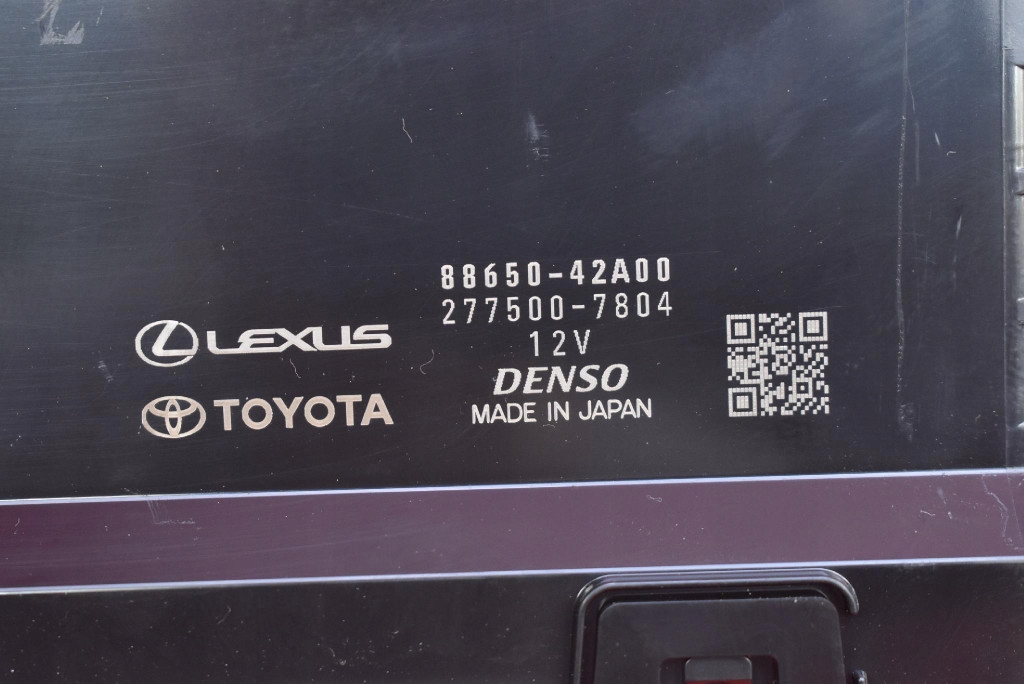 88650-42A00
277500-7804
12V
DENSO
MADE IN JAPAN
LEXUS
TOYOTA